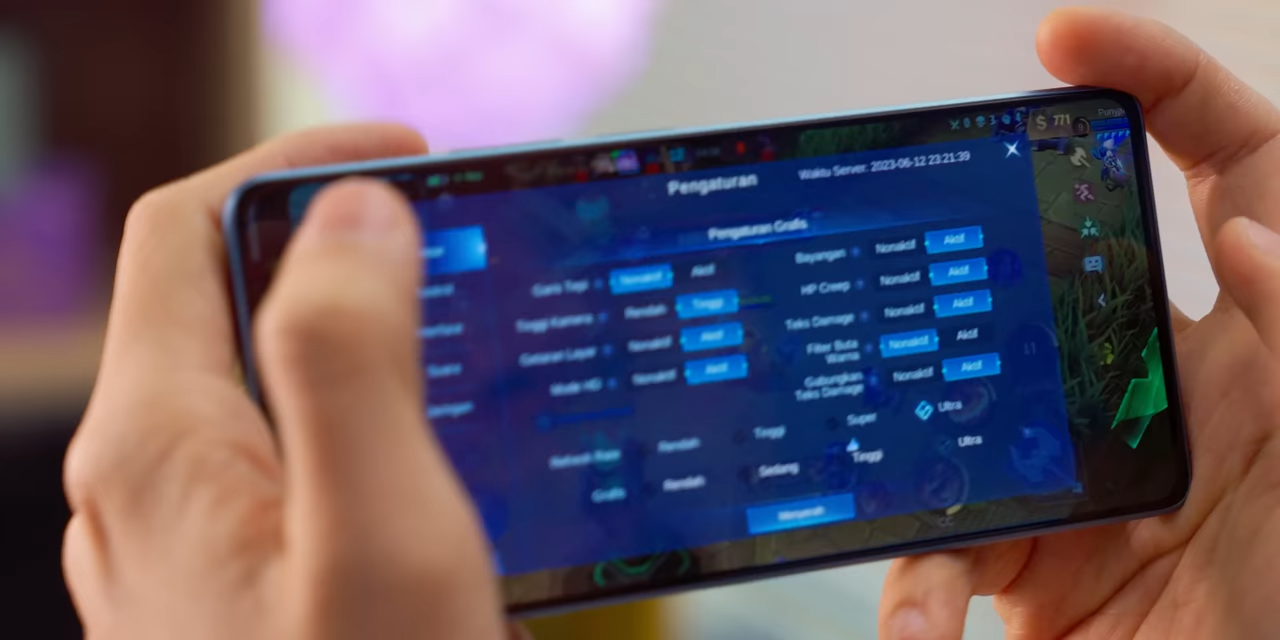 $ 771
Pengaturan
Waktu Server: 2023-06-12 23:21:39
Pengaturan Grafis
Garis Tepi Nonaktif Aktif
Tinggi Kamera Rendah Tinggi
Getaran Layar Nonaktif Aktif
Mode HD Nonaktif Aktif
Bayangan Nonaktif Aktif
HP Creep Nonaktif Aktif
Teks Damage Nonaktif Aktif
Filter Buta
Warna Nonaktif Aktif
Gabungkan
Teks Damage Nonaktif Aktif
Refresh Rate Rendah Tinggi Super Ultra
Grafis Rendah Sedang Tinggi Ultra
Menyerah